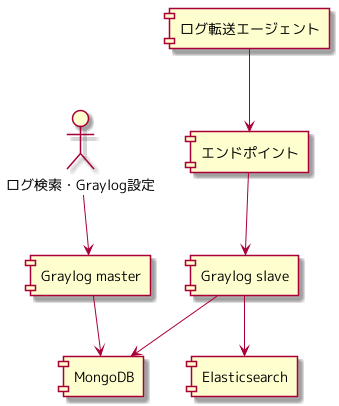 ログ転送エージェント
エンドポイント
ログ検索・Graylog設定
Graylog master
Graylog slave
MongoDB
Elasticsearch